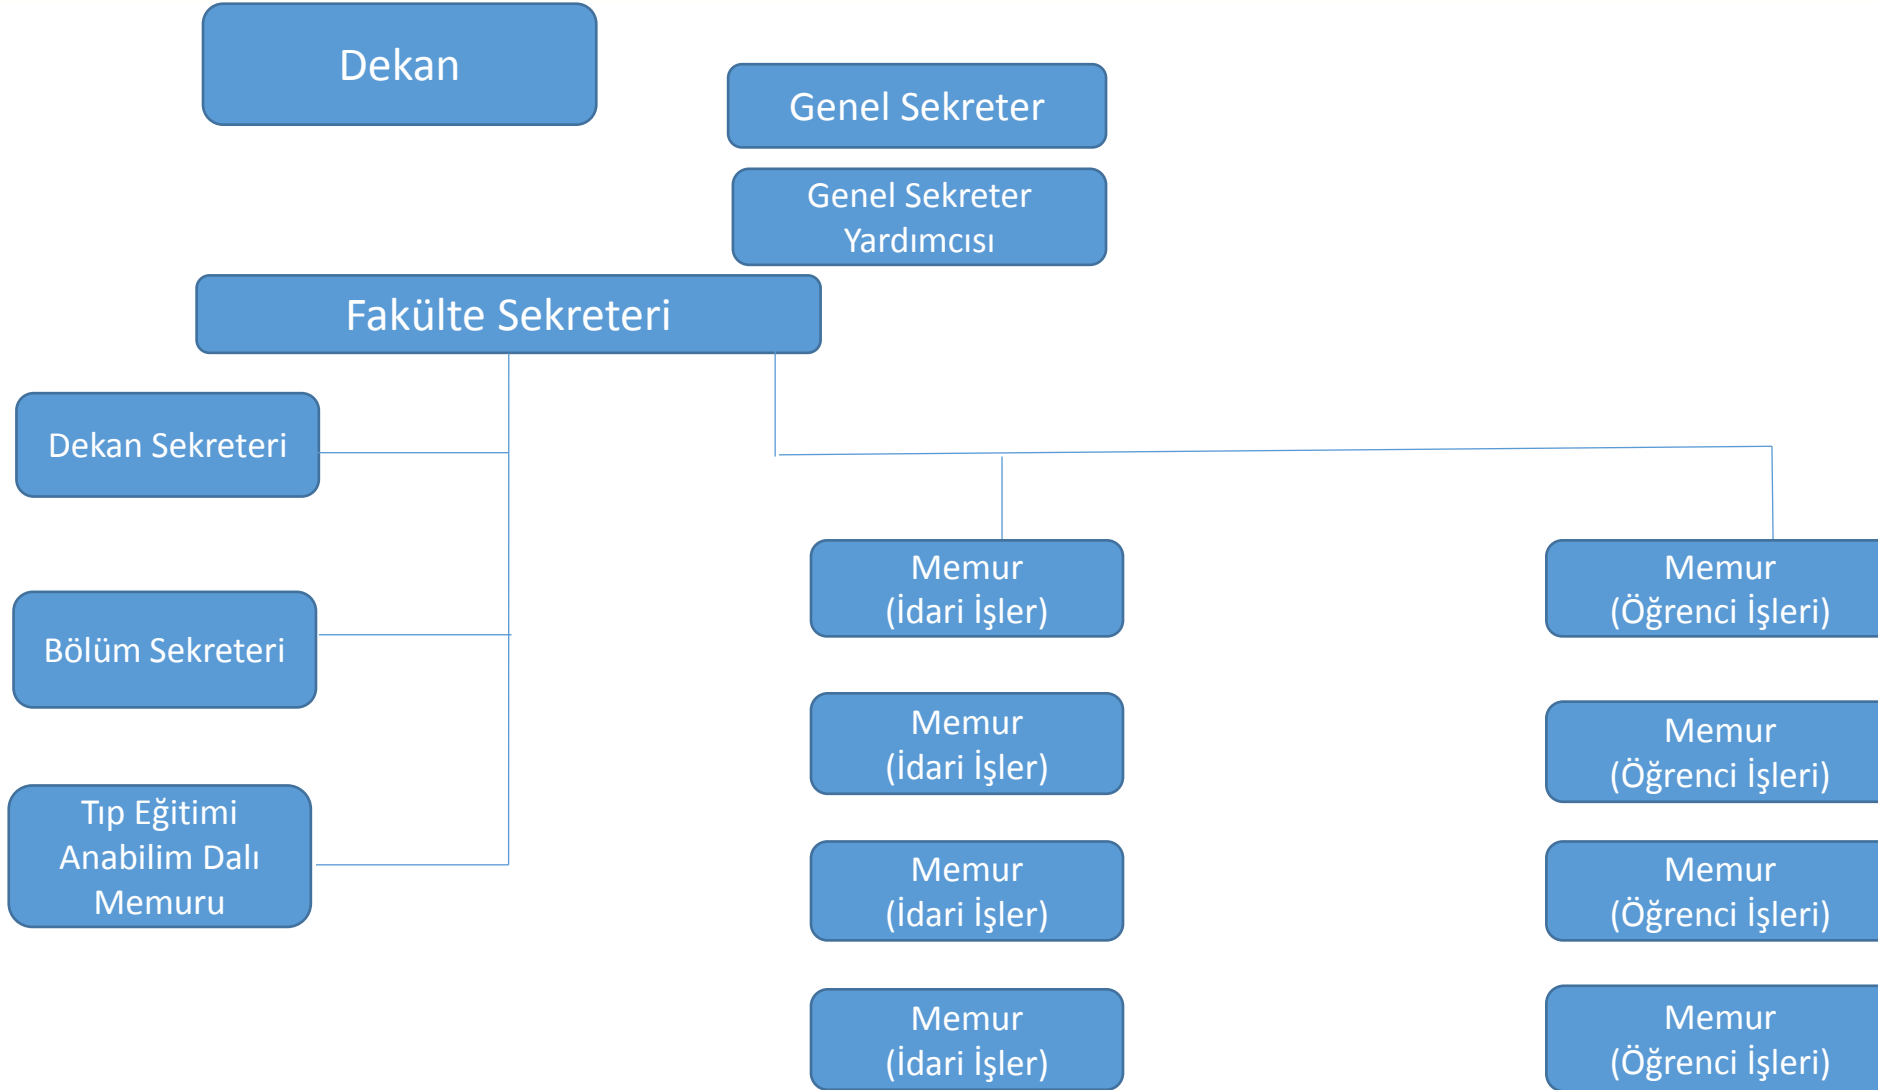 Dekan
Genel Sekreter
Genel Sekreter
Yardımcısı
Fakülte Sekreteri
Dekan Sekreteri
Bölüm Sekreteri
Tıp Eğitimi
Anabilim Dalı
Memuru
Memur
(İdari İşler)
Memur
(İdari İşler)
Memur
(İdari İşler)
Memur
(İdari İşler)
Memur
(Öğrenci İşleri)
Memur
(Öğrenci İşleri)
Memur
(Öğrenci İşleri)
Memur
(Öğrenci İşleri)